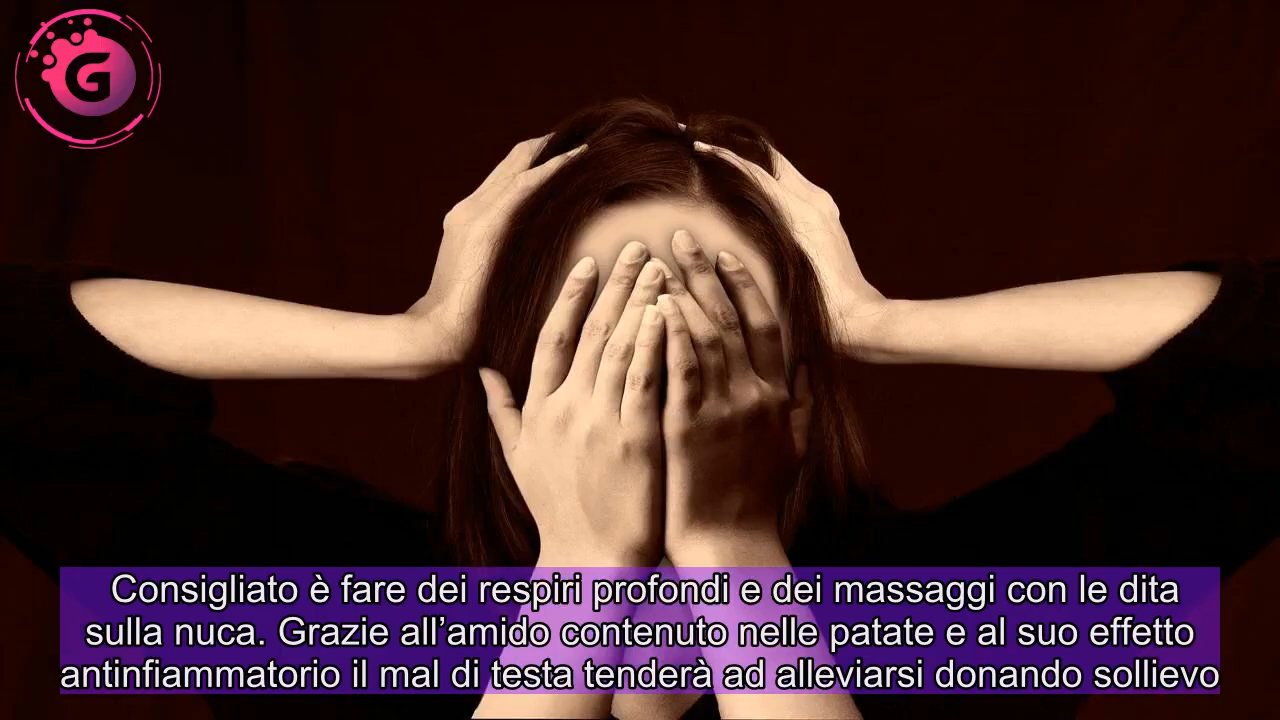 G
Consigliato è fare dei respiri profondi e dei massaggi con le dita
sulla nuca. Grazie all’amido contenuto nelle patate e al suo effetto
antinfiammatorio il mal di testa tenderà ad alleviarsi donando sollievo